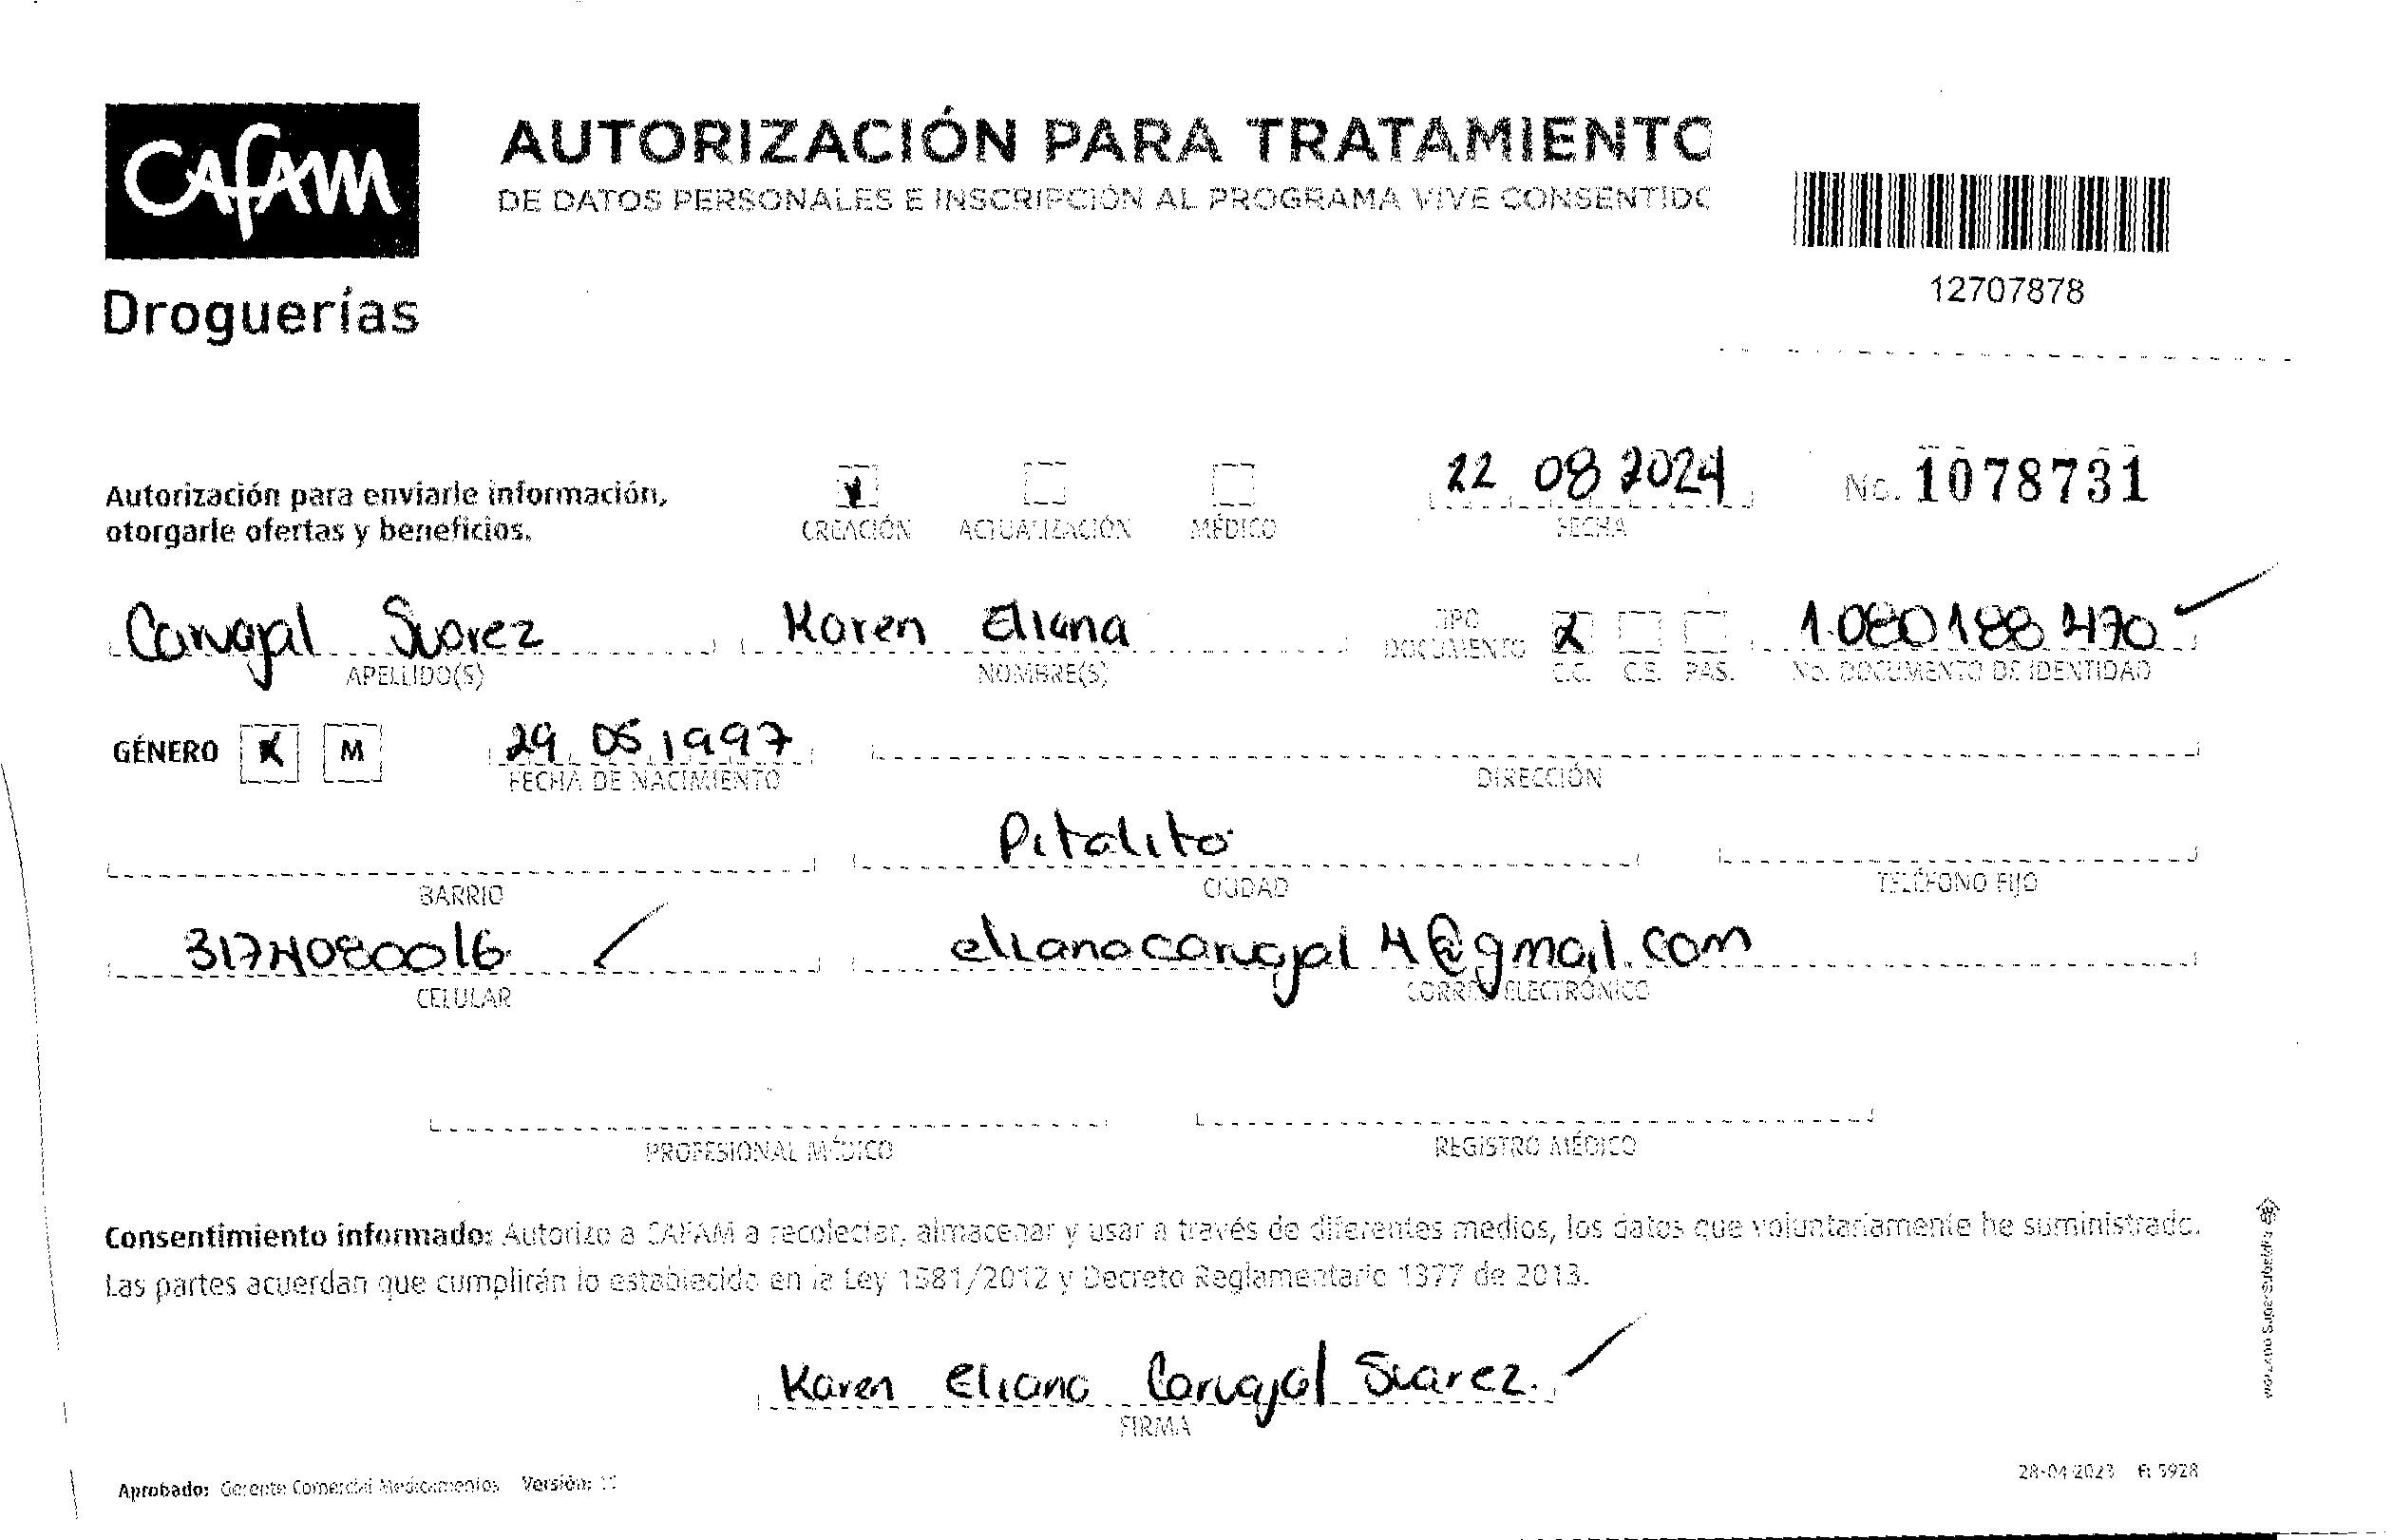 CAFAM
Droguerías
AUTORIZACIÓN PARA TRATAMIENTO
DE DATOS PERSONALES E INSCRIPCIÓN AL PROGRAMA VIVE CONSENTIDO
12707878
Autorización para enviarle información,
otorgarle ofertas y beneficios.
CREACIÓN ACTUALIZACIÓN MÉDICO
22 08 2024
FECHA
No. 1078731
Carvajal Suarez
APELLIDO(S)
Karen Eliana
NOMBRE(S)
TIPO
DOCUMENTO
X
C.C. C.E. PAS.
1.080188470
No. DOCUMENTO DE IDENTIDAD
GÉNERO X M
29 05 1997
FECHA DE NACIMIENTO
DIRECCIÓN
BARRIO
Pitalito
CIUDAD
TELÉFONO FIJO
3174080016
CELULAR
elianacarvajal4@gmail.com
CORREO ELECTRÓNICO
PROFESIONAL MÉDICO
REGISTRO MÉDICO
Consentimiento informado: Autorizo a CAFAM a recolectar, almacenar y usar a través de diferentes medios, los datos que voluntariamente he suministrado.
Las partes acuerdan que cumplirán lo establecido en la Ley 1581/2012 y Decreto Reglamentario 1377 de 2013.
Karen Eliana Carvajal Suarez.
FIRMA
Aprobado: Gerente Comercial Medicamentos Versión:
28-04-2023 F: 5928
VIGILADO SuperSubsidio